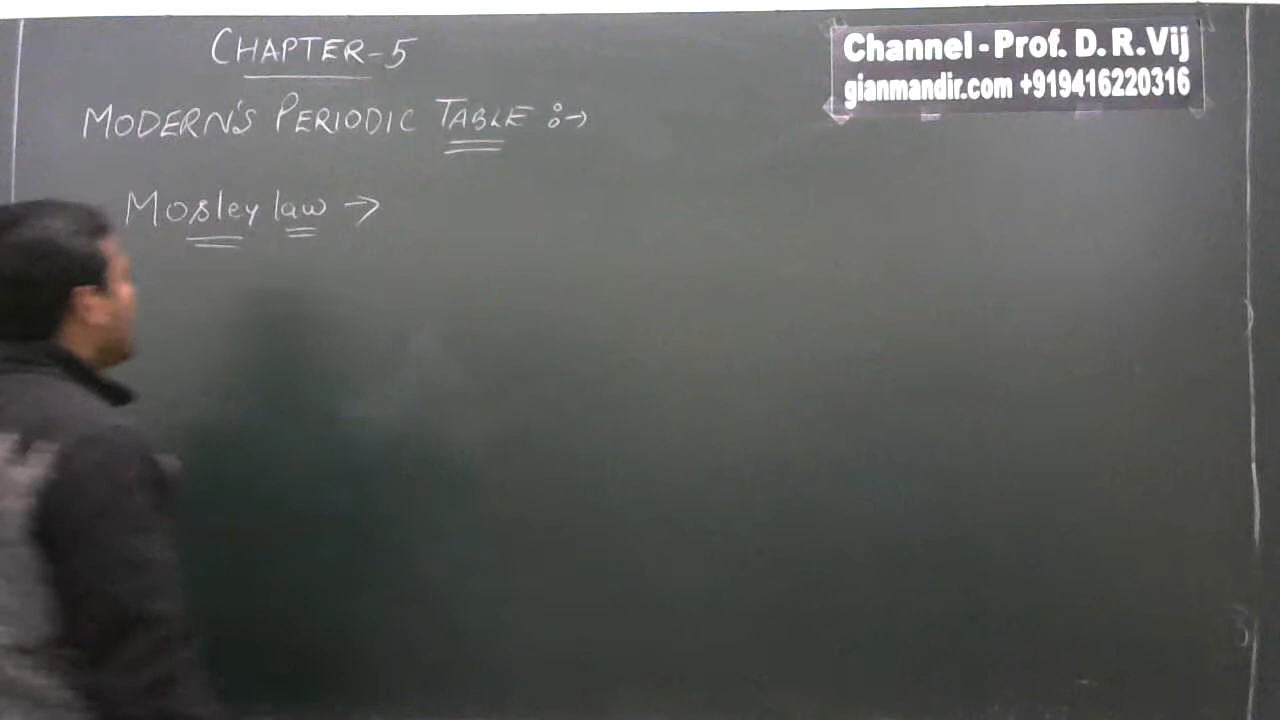 CHAPTER-5
Channel - Prof. D.R.Vij
gianmandir.com +919416220316
MODERN'S PERIODIC TABLE :→
Mosley law →